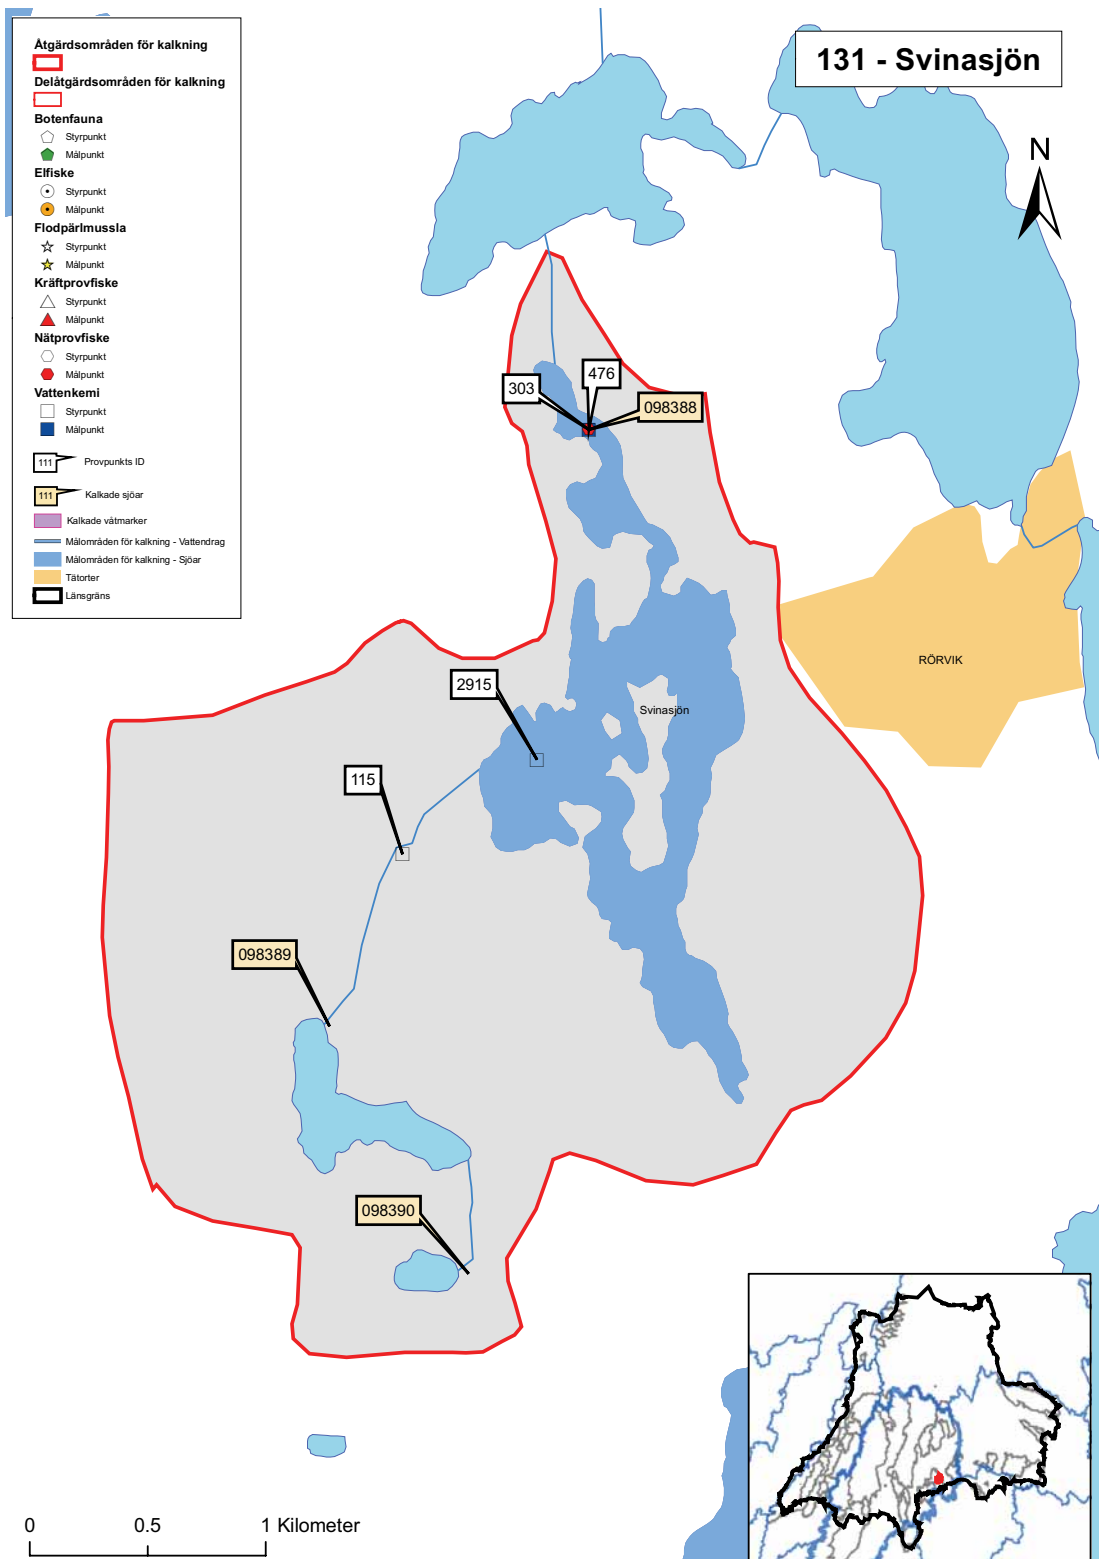 131 - Svinasjön
Åtgärdsområden för kalkning
Delåtgärdsområden för kalkning
Botenfauna
Styrpunkt
Målpunkt
Elfiske
Styrpunkt
Målpunkt
Flodpärlmussla
Styrpunkt
Målpunkt
Kräftprovfiske
Styrpunkt
Målpunkt
Nätprovfiske
Styrpunkt
Målpunkt
Vattenkemi
Styrpunkt
Målpunkt
111 Provpunkts ID
111 Kalkade sjöar
Kalkade våtmarker
Målområden för kalkning - Vattendrag
Målområden för kalkning - Sjöar
Tätorter
Länsgräns
N
476
303
098388
RÖRVIK
2915
Svinasjön
115
098389
098390
0 0.5 1 Kilometer